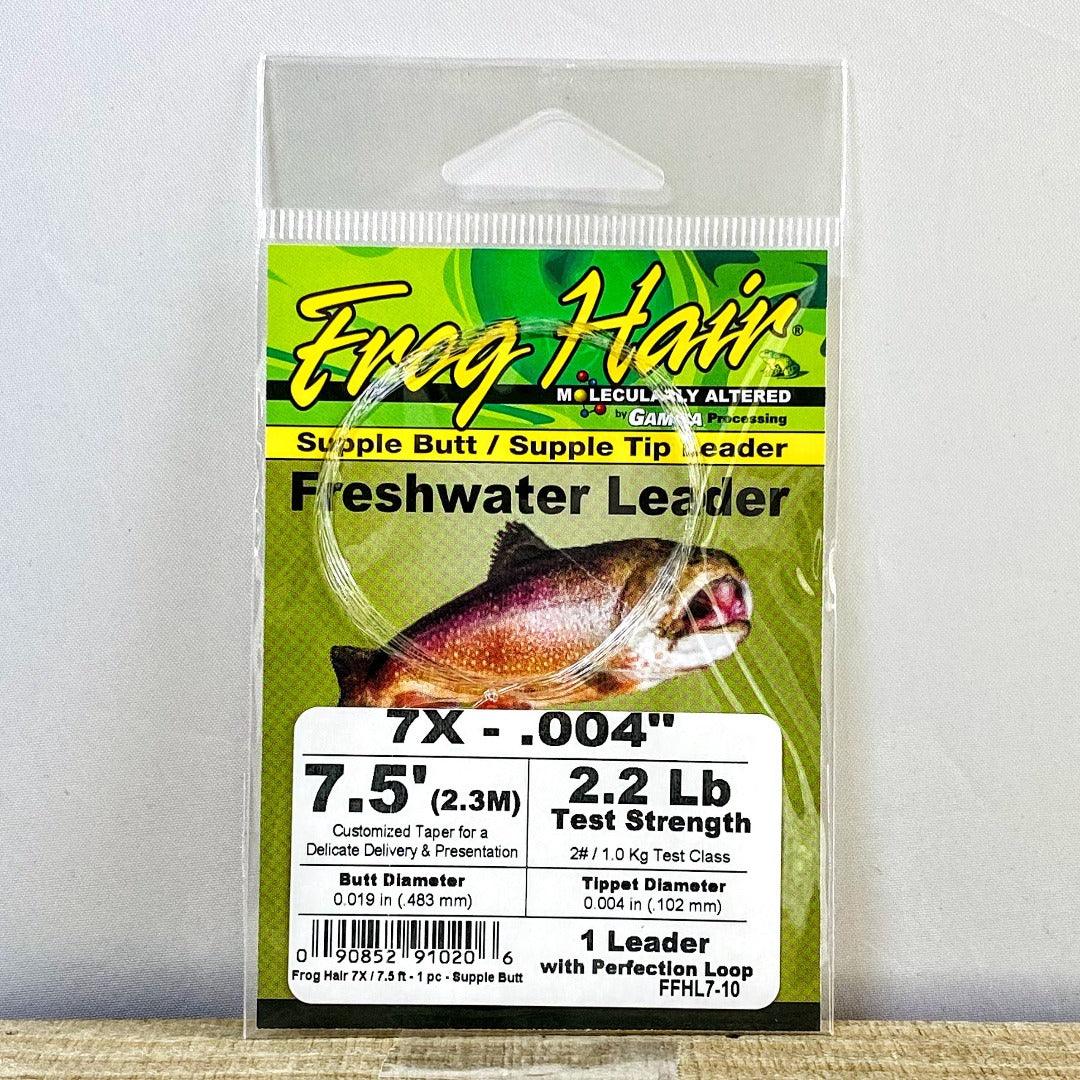 Frog Hair®
MOLECULARLY ALTERED
by GAMMA Processing
Supple Butt / Supple Tip Leader
Freshwater Leader
7X - .004"
7.5' (2.3M)
Customized Taper for a
Delicate Delivery & Presentation
2.2 Lb
Test Strength
2# / 1.0 Kg Test Class
Butt Diameter
0.019 in (.483 mm)
Tippet Diameter
0.004 in (.102 mm)
0 90852 91020 6
Frog Hair 7X / 7.5 ft - 1 pc - Supple Butt
1 Leader
with Perfection Loop
FFHL7-10